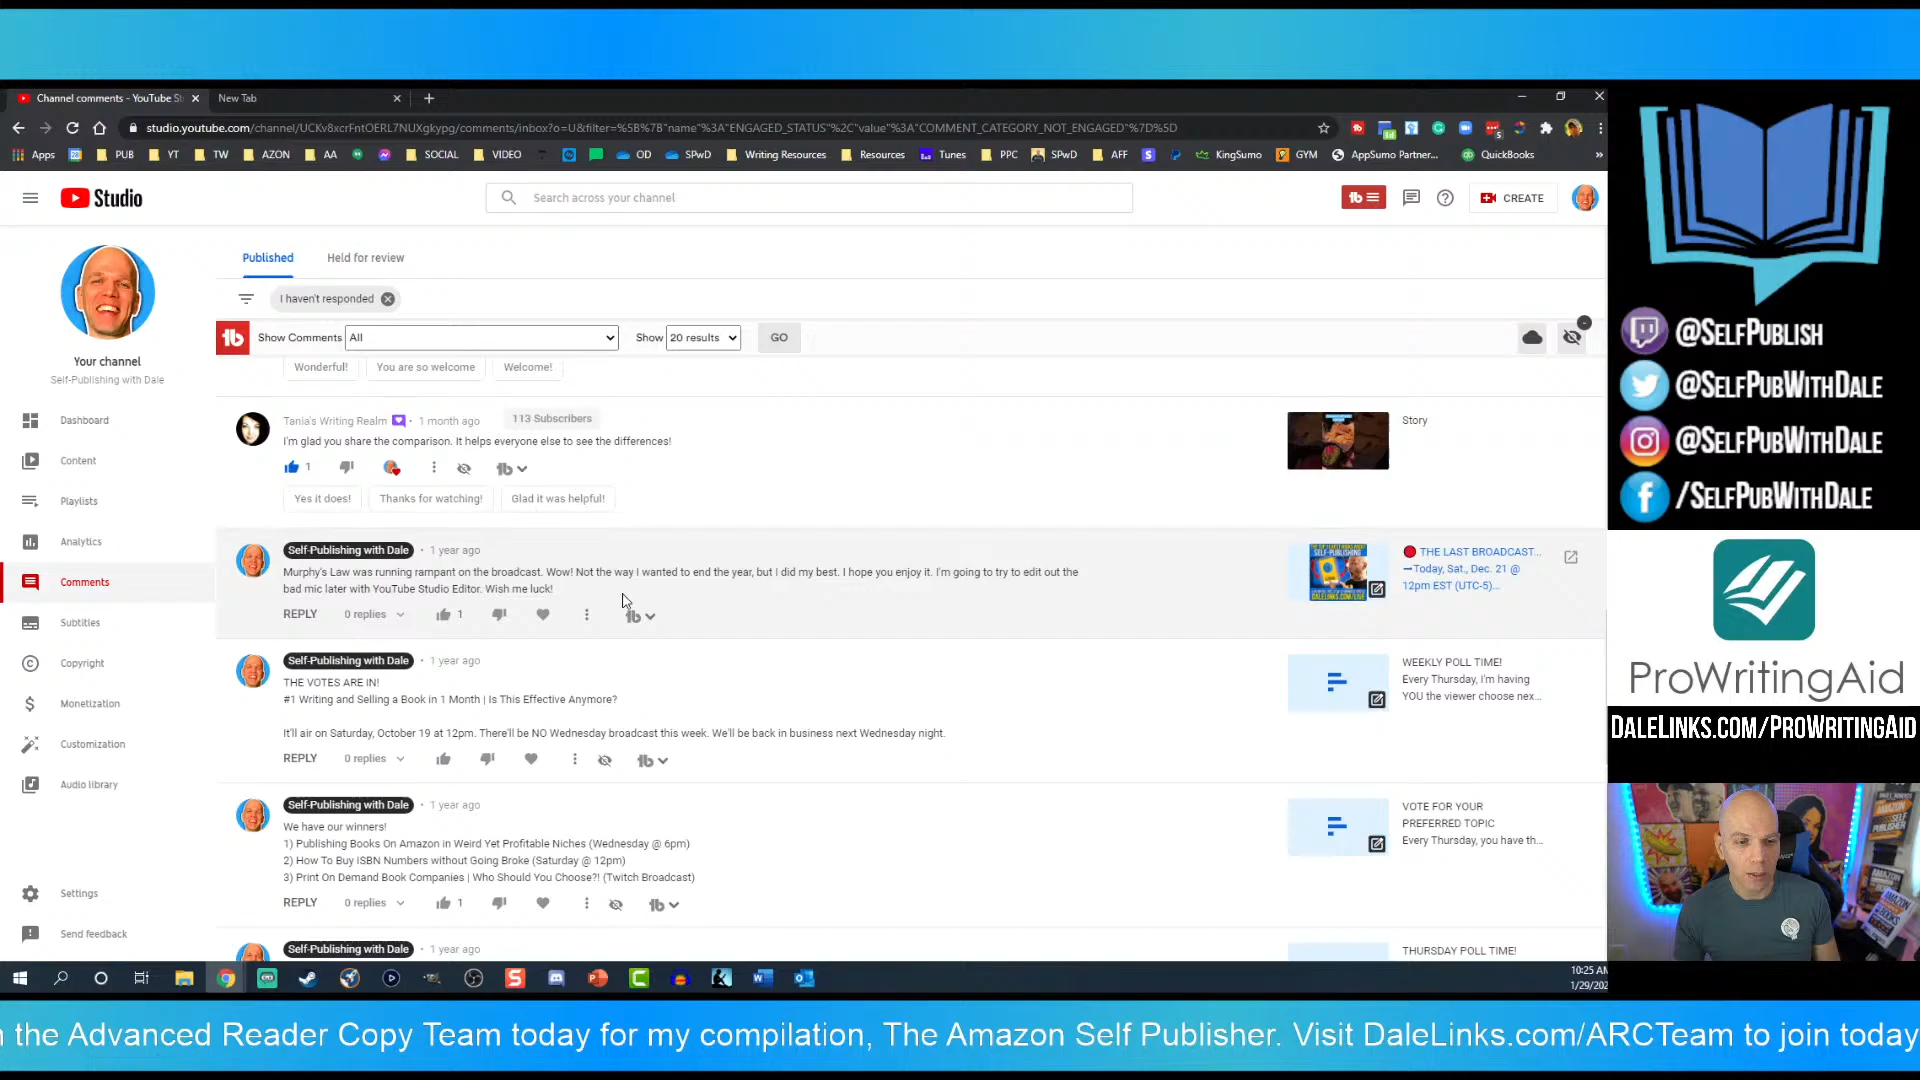 Channel comments - YouTube St
New Tab
studio.youtube.com/channel/UCKv8xcrFntOERL7NUXgkypg/comments/inbox?o=U&filter=%5B%7B"name"%3A"ENGAGED_STATUS"%2C"value"%3A"COMMENT_CATEGORY_NOT_ENGAGED"%7D%5D
Apps PUB YT TW AZON AA SOCIAL VIDEO OD SPwD Writing Resources Resources Tunes PPC SPwD AFF KingSumo GYM AppSumo Partner... QuickBooks »
Studio
Search across your channel
CREATE
Your channel
Self-Publishing with Dale
Dashboard
Content
Playlists
Analytics
Comments
Subtitles
Copyright
Monetization
Customization
Audio library
Settings
Send feedback
Published Held for review
I haven't responded
tb Show Comments All Show 20 results GO
Wonderful! You are so welcome Welcome!
Tania's Writing Realm • 1 month ago 113 Subscribers
I'm glad you share the comparison. It helps everyone else to see the differences!
1
Yes it does! Thanks for watching! Glad it was helpful!
Story
Self-Publishing with Dale • 1 year ago
Murphy's Law was running rampant on the broadcast. Wow! Not the way I wanted to end the year, but I did my best. I hope you enjoy it. I'm going to try to edit out the
bad mic later with YouTube Studio Editor. Wish me luck!
REPLY 0 replies 1
THE LAST BROADCAST...
—Today, Sat., Dec. 21 @
12pm EST (UTC-5)...
Self-Publishing with Dale • 1 year ago
THE VOTES ARE IN!
#1 Writing and Selling a Book in 1 Month | Is This Effective Anymore?
It'll air on Saturday, October 19 at 12pm. There'll be NO Wednesday broadcast this week. We'll be back in business next Wednesday night.
REPLY 0 replies
WEEKLY POLL TIME!
Every Thursday, I'm having
YOU the viewer choose nex...
Self-Publishing with Dale • 1 year ago
We have our winners!
1) Publishing Books On Amazon in Weird Yet Profitable Niches (Wednesday @ 6pm)
2) How To Buy ISBN Numbers without Going Broke (Saturday @ 12pm)
3) Print On Demand Book Companies | Who Should You Choose?! (Twitch Broadcast)
REPLY 0 replies 1
VOTE FOR YOUR
PREFERRED TOPIC
Every Thursday, you have th...
Self-Publishing with Dale • 1 year ago
THURSDAY POLL TIME!
10:25 AM
1/29/202
@SelfPublish
@SelfPubWithDale
@SelfPubWithDale
/SelfPubWithDale
ProWritingAid
DaleLinks.com/ProWritingAid
n the Advanced Reader Copy Team today for my compilation, The Amazon Self Publisher. Visit DaleLinks.com/ARCTeam to join today